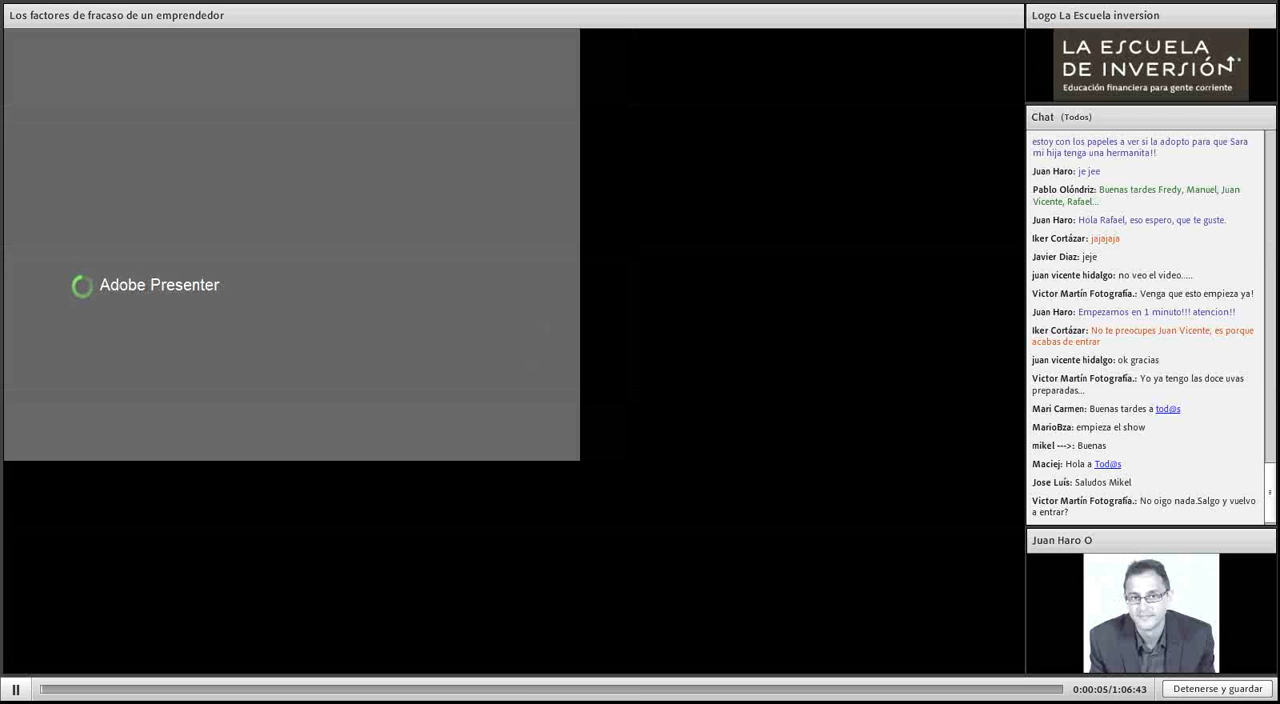 Los factores de fracaso de un emprendedor
Logo La Escuela inversion
LA ESCUELA
DE INVERSIÓN
Educación financiera para gente corriente
Chat (Todos)
estoy con los papeles a ver si la adopto para que Sara
mi hija tenga una hermanita!!
Juan Haro: je jee
Pablo Olóndriz: Buenas tardes Fredy, Manuel, Juan
Vicente, Rafael...
Juan Haro: Hola Rafael, eso espero, que te guste.
Iker Cortázar: jajajaja
Javier Diaz: jeje
juan vicente hidalgo: no veo el video.....
Victor Martín Fotografía.: Venga que esto empieza ya!
Juan Haro: Empezamos en 1 minuto!!! atencion!!
Iker Cortázar: No te preocupes Juan Vicente, es porque
acabas de entrar
juan vicente hidalgo: ok gracias
Victor Martín Fotografía.: Yo ya tengo las doce uvas
preparadas...
Mari Carmen: Buenas tardes a tod@s
MarioBza: empieza el show
mikel --->: Buenas
Maciej: Hola a Tod@s
Jose Luís: Saludos Mikel
Victor Martín Fotografía.: No oigo nada.Salgo y vuelvo
a entrar?
Adobe Presenter
Juan Haro O
0:00:05/1:06:43
Detenerse y guardar